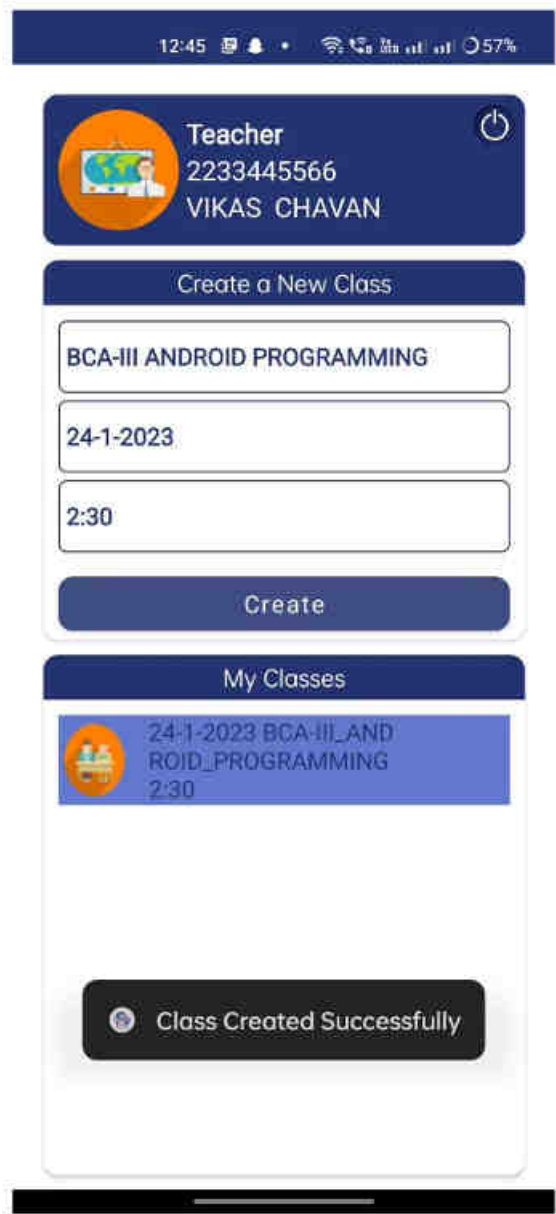 12:45 57%
Teacher
2233445566
VIKAS CHAVAN
Create a New Class
BCA-III ANDROID PROGRAMMING
24-1-2023
2:30
Create
My Classes
24-1-2023 BCA-III_AND
ROID_PROGRAMMING
2:30
Class Created Successfully